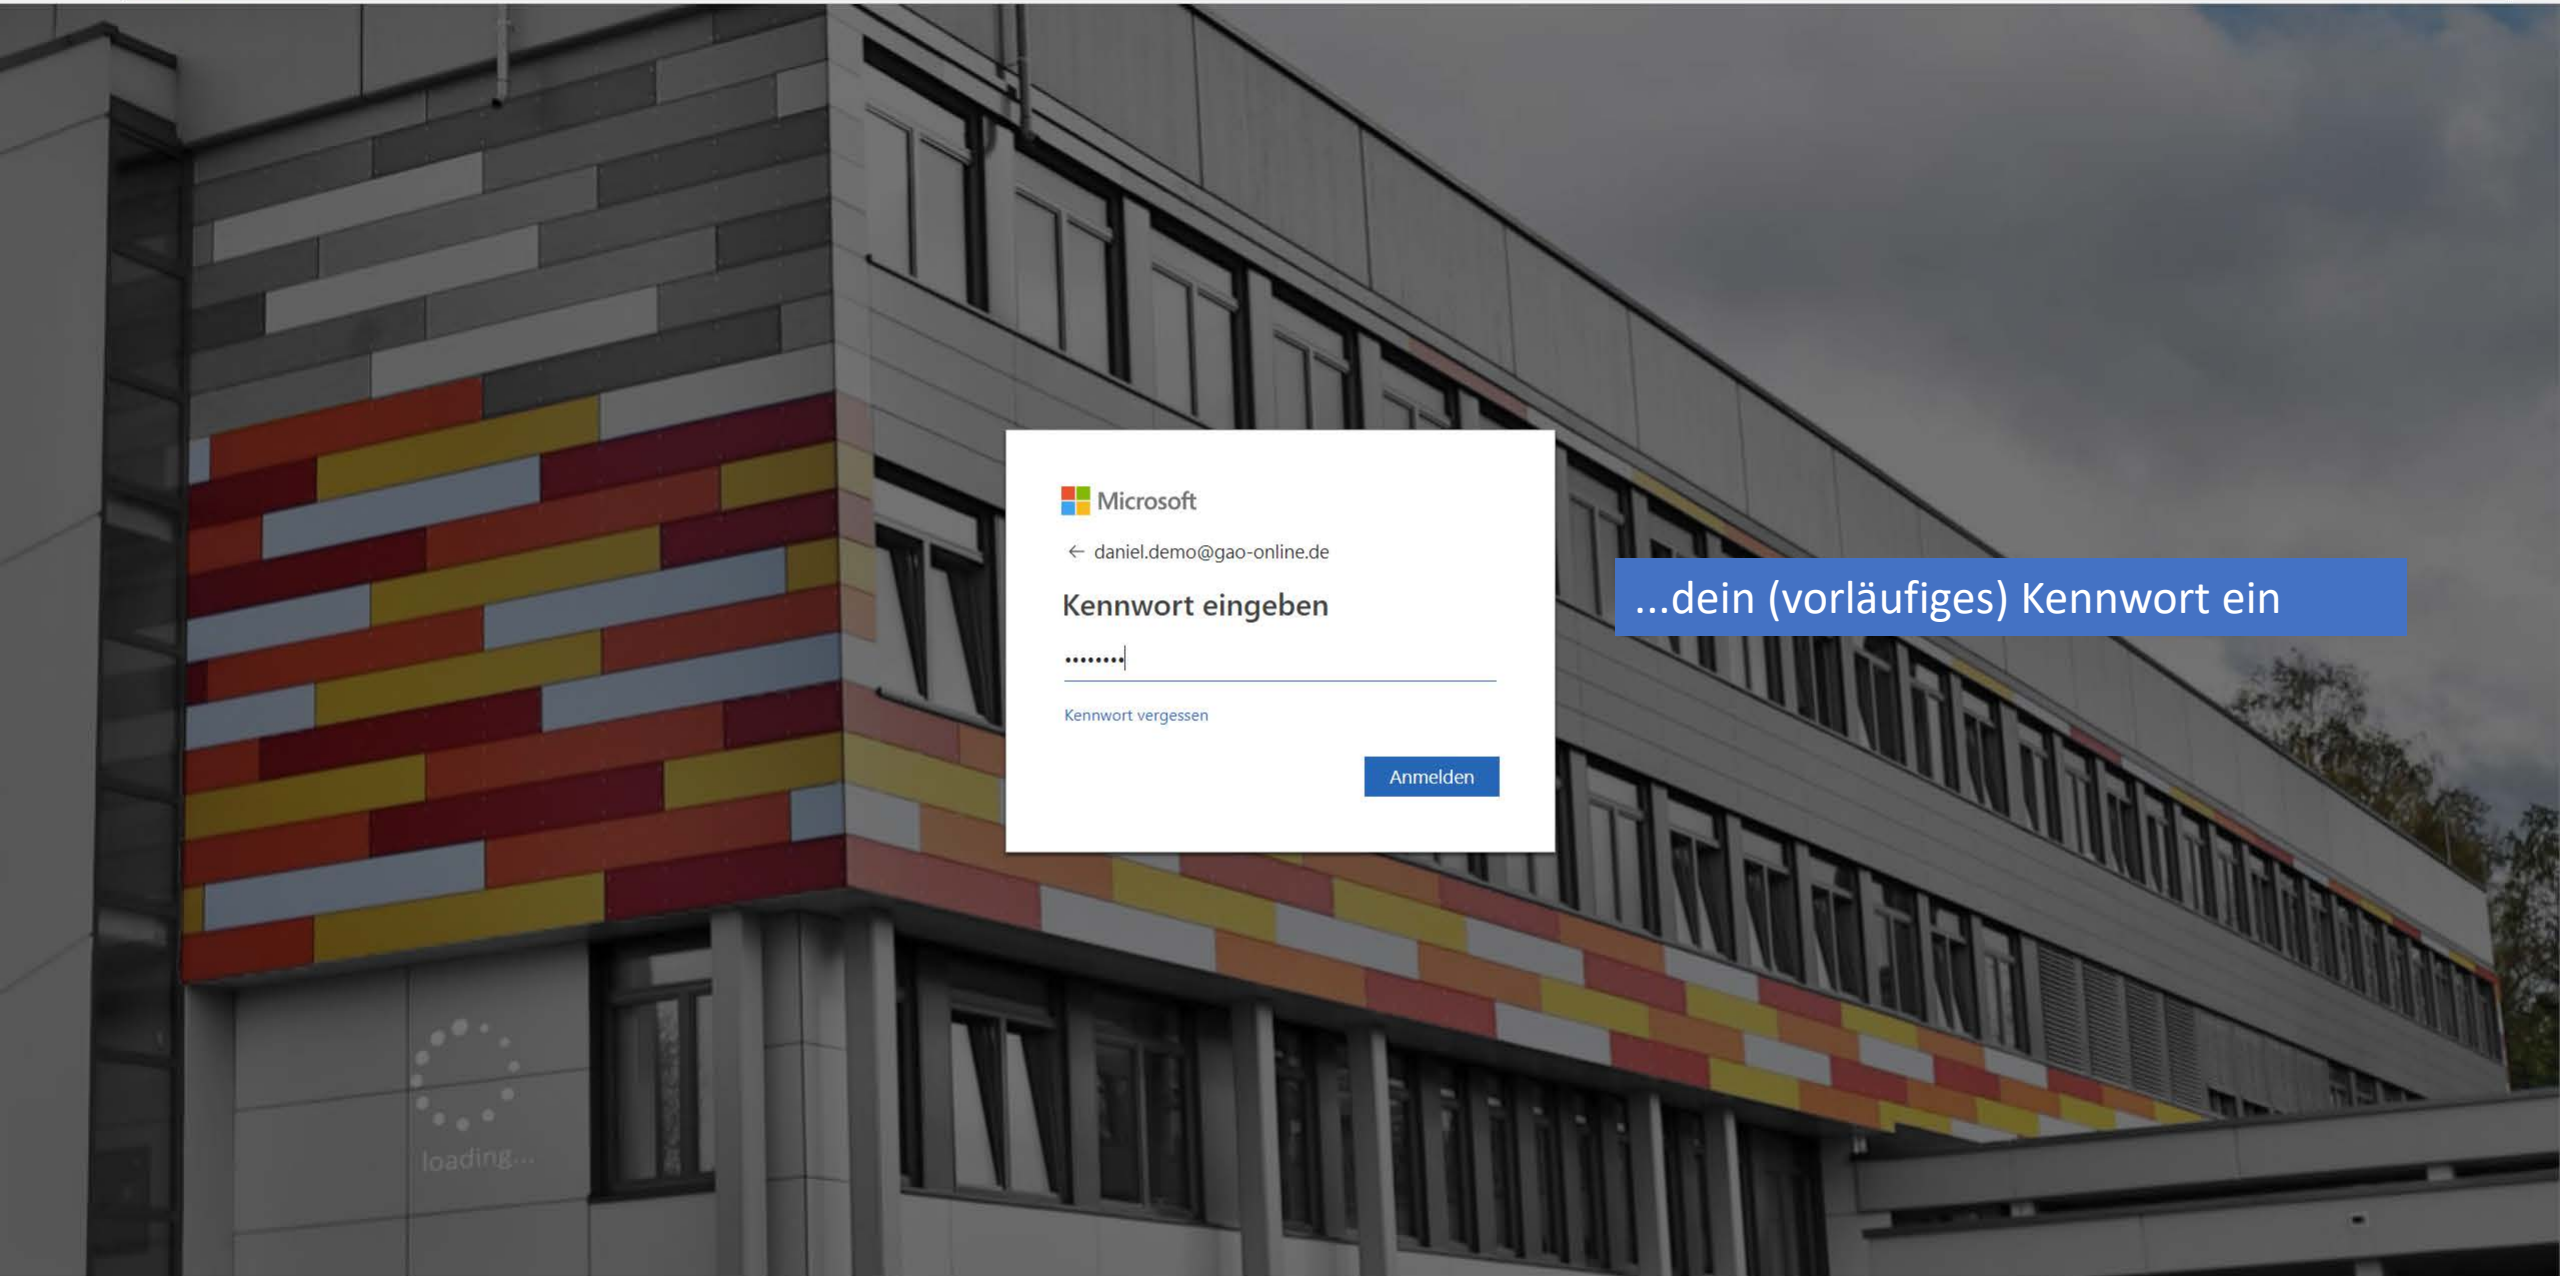 Microsoft
← daniel.demo@gao-online.de
Kennwort eingeben
••••••••
Kennwort vergessen
Anmelden
...dein (vorläufiges) Kennwort ein
loading...